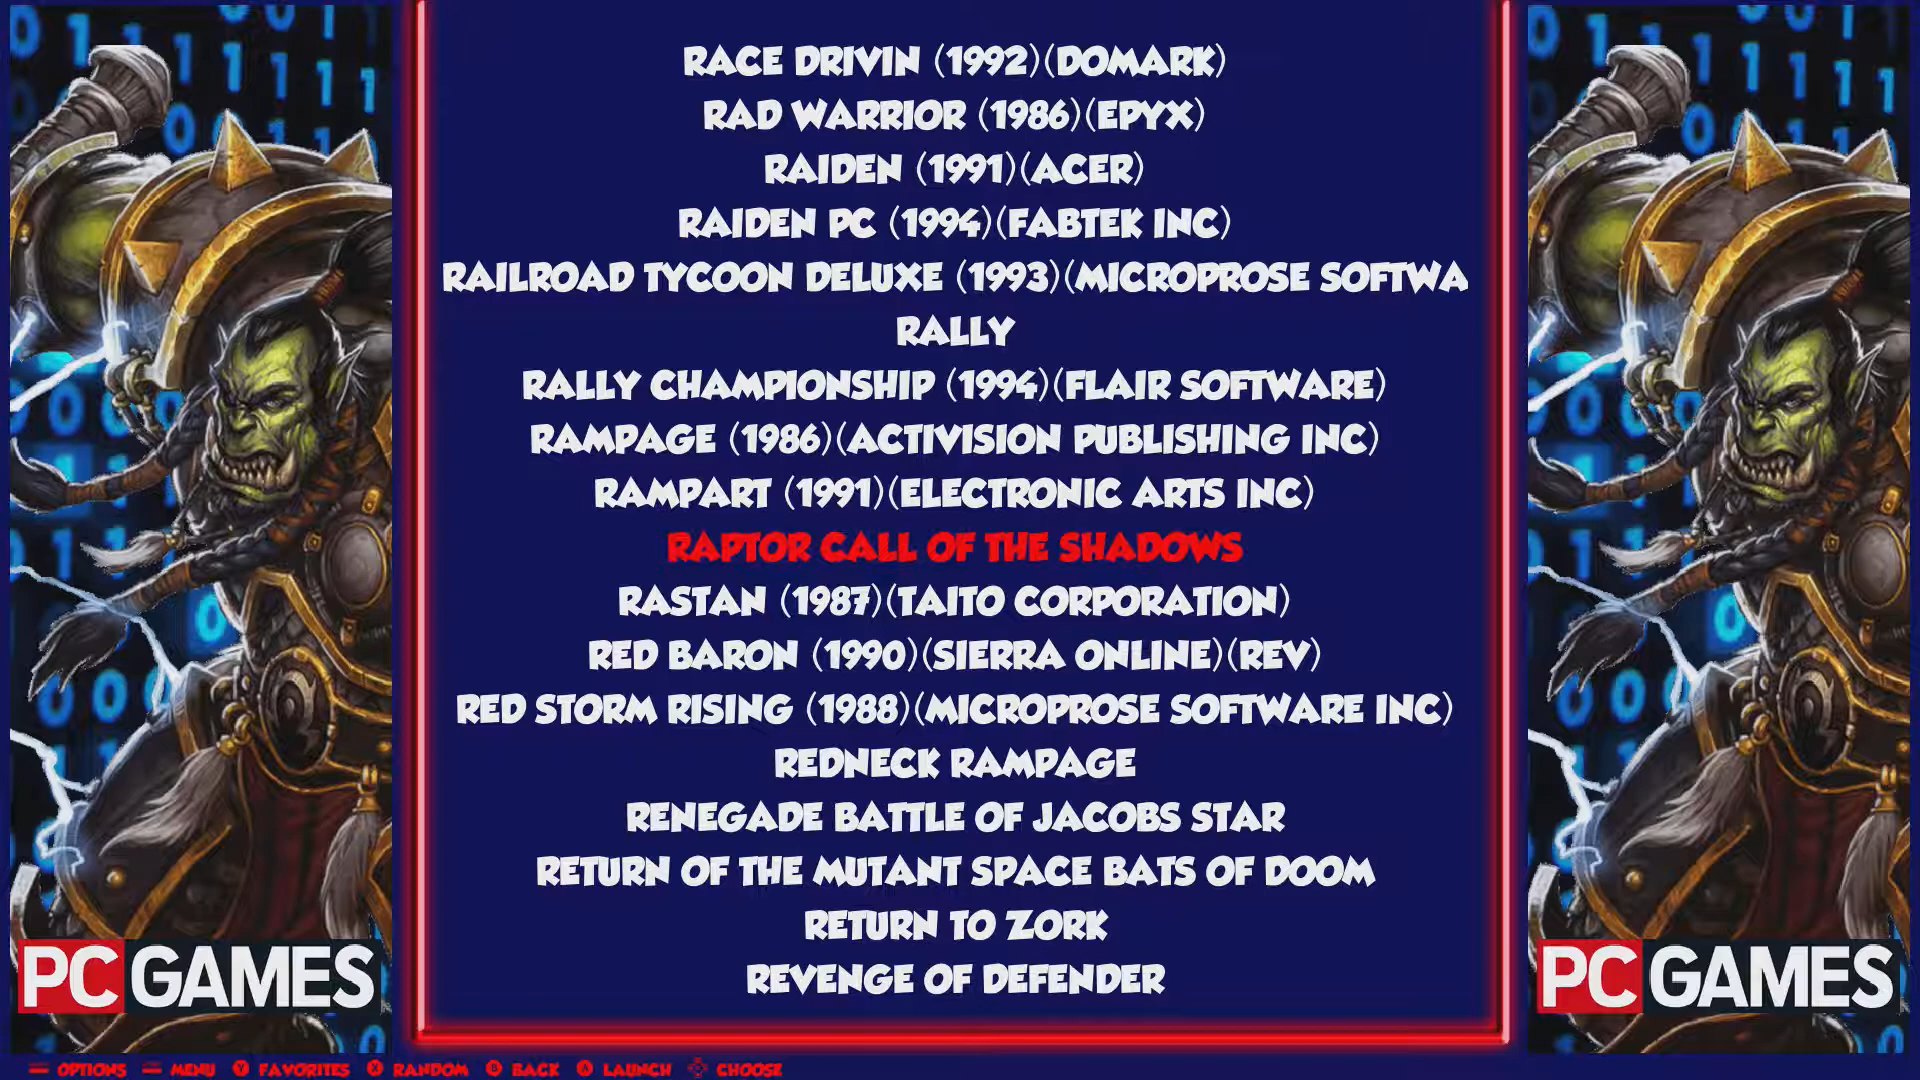 RACE DRIVIN (1992)(DOMARK)
RAD WARRIOR (1986)(EPYX)
RAIDEN (1991)(ACER)
RAIDEN PC (1994)(FABTEK INC)
RAILROAD TYCOON DELUXE (1993)(MICROPROSE SOFTWA
RALLY
RALLY CHAMPIONSHIP (1994)(FLAIR SOFTWARE)
RAMPAGE (1986)(ACTIVISION PUBLISHING INC)
RAMPART (1991)(ELECTRONIC ARTS INC)
RAPTOR CALL OF THE SHADOWS
RASTAN (1987)(TAITO CORPORATION)
RED BARON (1990)(SIERRA ONLINE)(REV)
RED STORM RISING (1988)(MICROPROSE SOFTWARE INC)
REDNECK RAMPAGE
RENEGADE BATTLE OF JACOBS STAR
RETURN OF THE MUTANT SPACE BATS OF DOOM
RETURN TO ZORK
REVENGE OF DEFENDER
PC GAMES
PC GAMES
OPTIONS MENU Y FAVORITES X RANDOM B BACK A LAUNCH CHOOSE